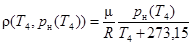 ρ(T₄, pₙ(T₄)) = μ/R · pₙ(T₄)/(T₄ + 273,15)